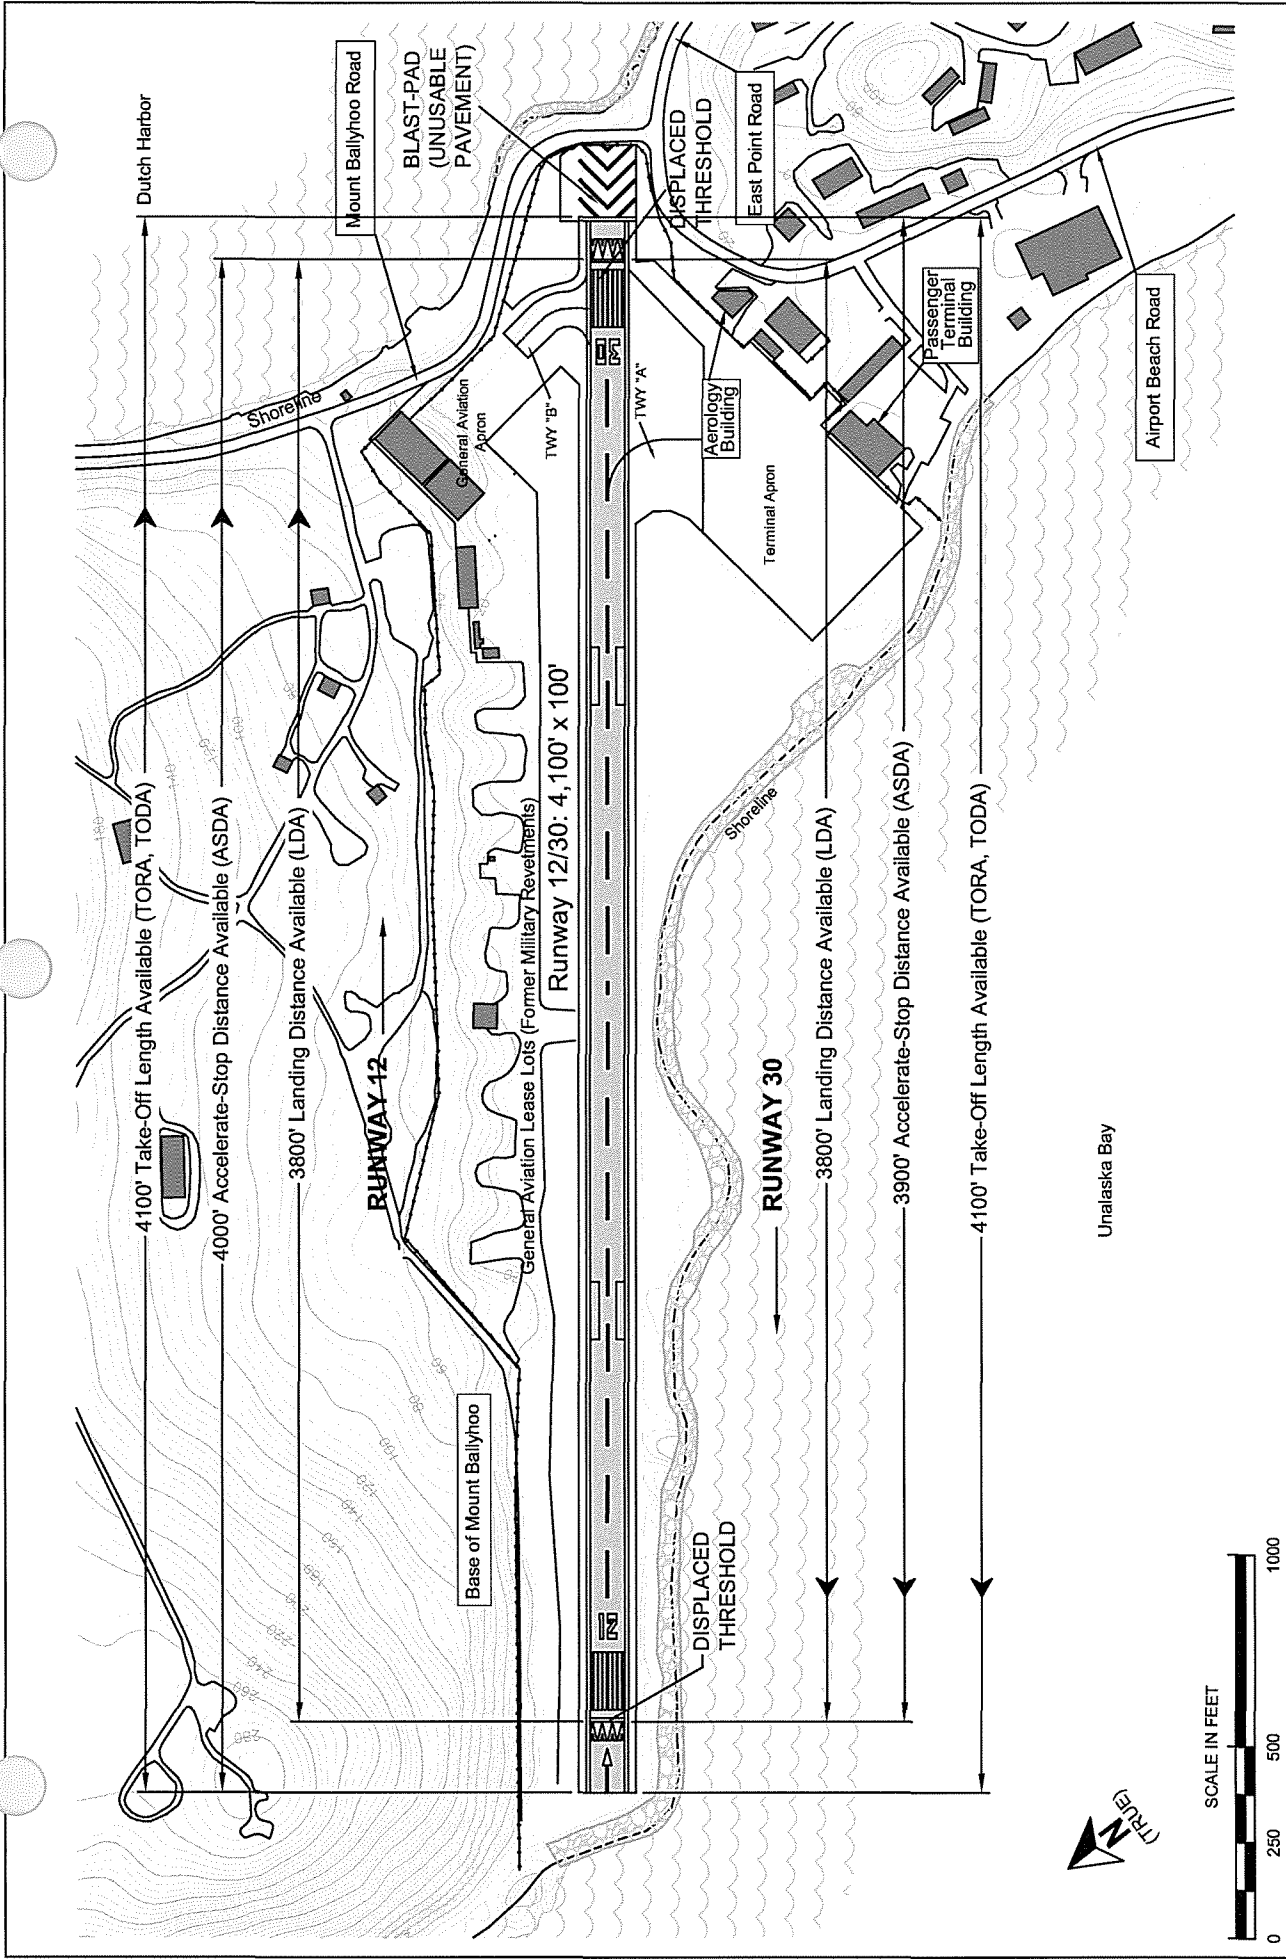 Dutch Harbor
Mount Ballyhoo Road
BLAST-PAD
(UNUSABLE
PAVEMENT)
DISPLACED
THRESHOLD
East Point Road
Airport Beach Road
Passenger
Terminal
Building
Aerology
Building
Shoreline
General Aviation
Apron
TWY "B"
TWY "A"
Terminal Apron
4100' Take-Off Length Available (TORA, TODA)
4000' Accelerate-Stop Distance Available (ASDA)
3800' Landing Distance Available (LDA)
RUNWAY 12
General Aviation Lease Lots (Former Military Revetments)
Runway 12/30: 4,100' x 100'
Shoreline
RUNWAY 30
3800' Landing Distance Available (LDA)
3900' Accelerate-Stop Distance Available (ASDA)
4100' Take-Off Length Available (TORA, TODA)
Unalaska Bay
Base of Mount Ballyhoo
DISPLACED
THRESHOLD
30
12
N
(TRUE)
SCALE IN FEET
0 250 500 1000